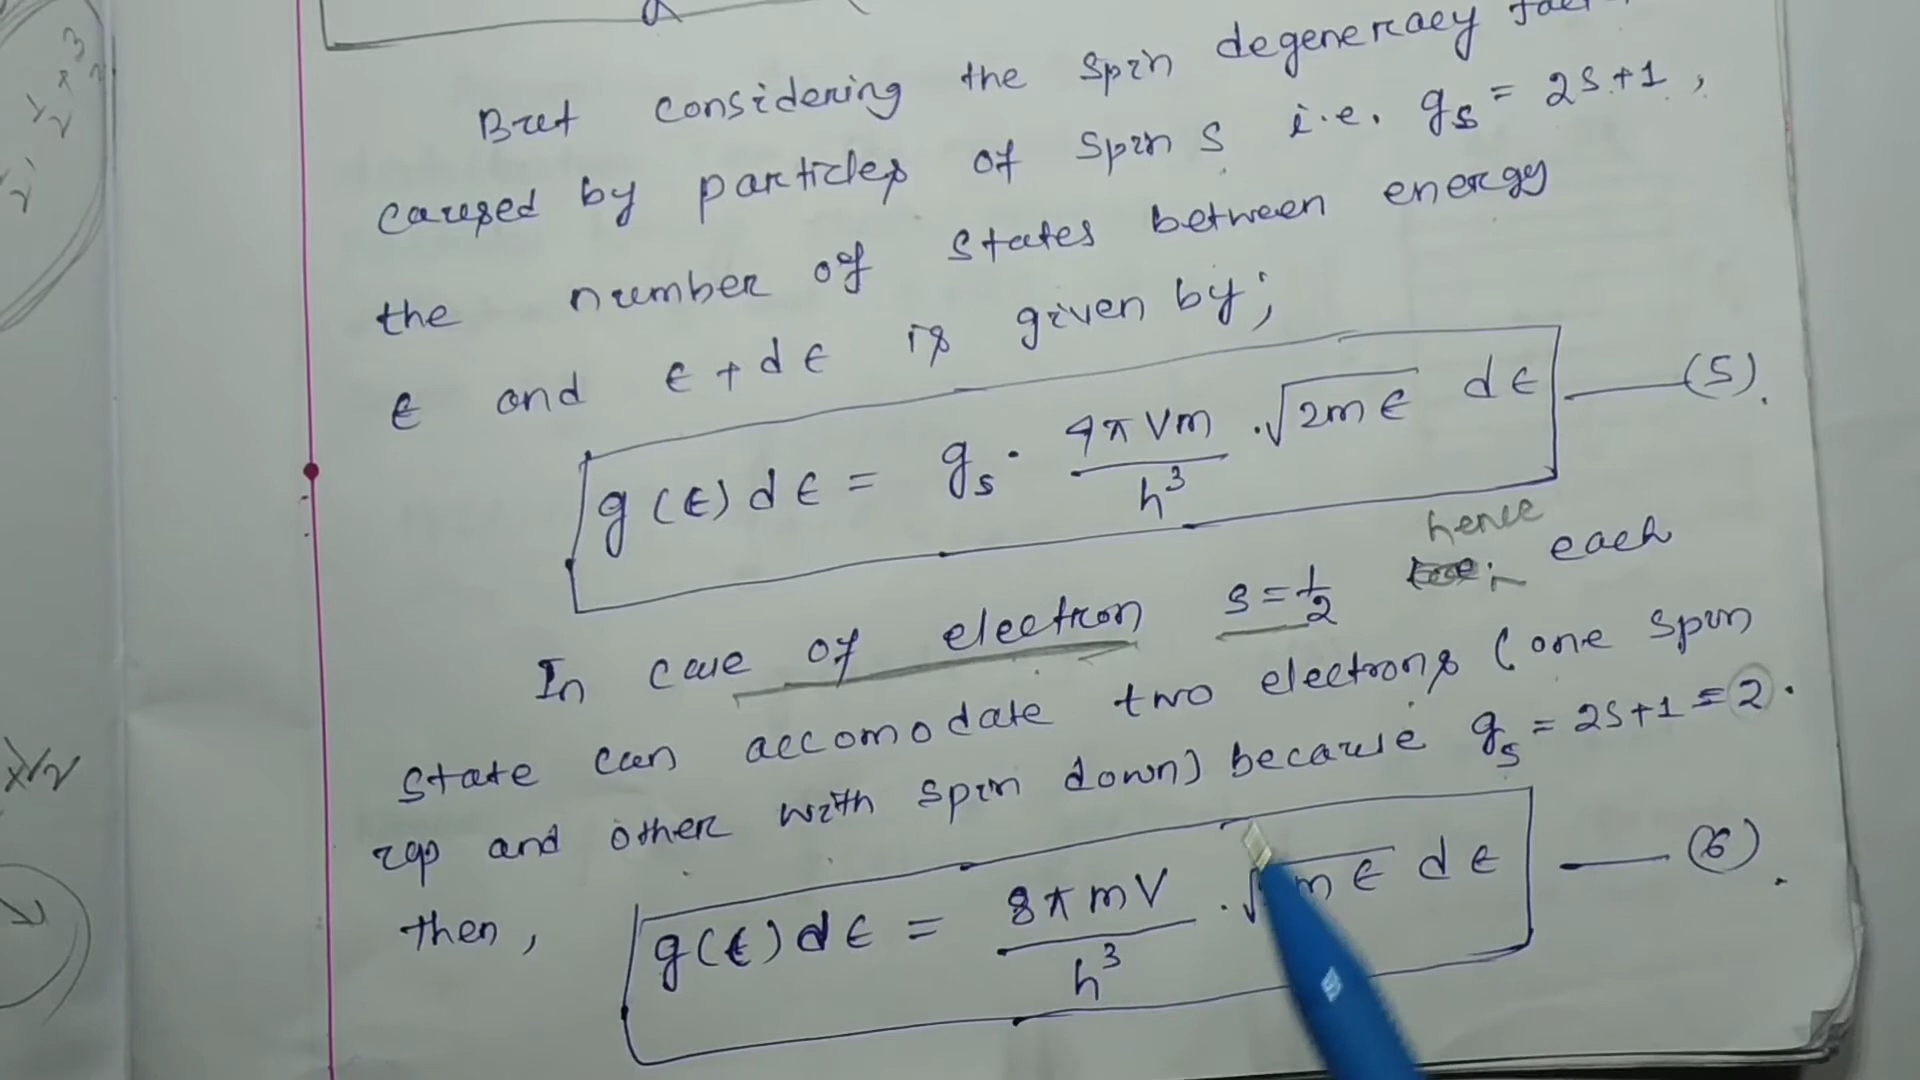 But considering the spin degeneracy
caused by particles of spin s i.e. gₛ = 2s+1,
the number of states between energy
ϵ and ϵ + dϵ is given by;
g(ϵ)dϵ = gₛ · 4πVm/h³ · √2mϵ dϵ —— (5).
hence
In case of electron s = 1/2 each
state can accomodate two electrons (one spin
up and other with spin down) because gₛ = 2s+1 = 2.
then, g(ϵ)dϵ = 8πmV/h³ · √ mϵ dϵ —— (6).